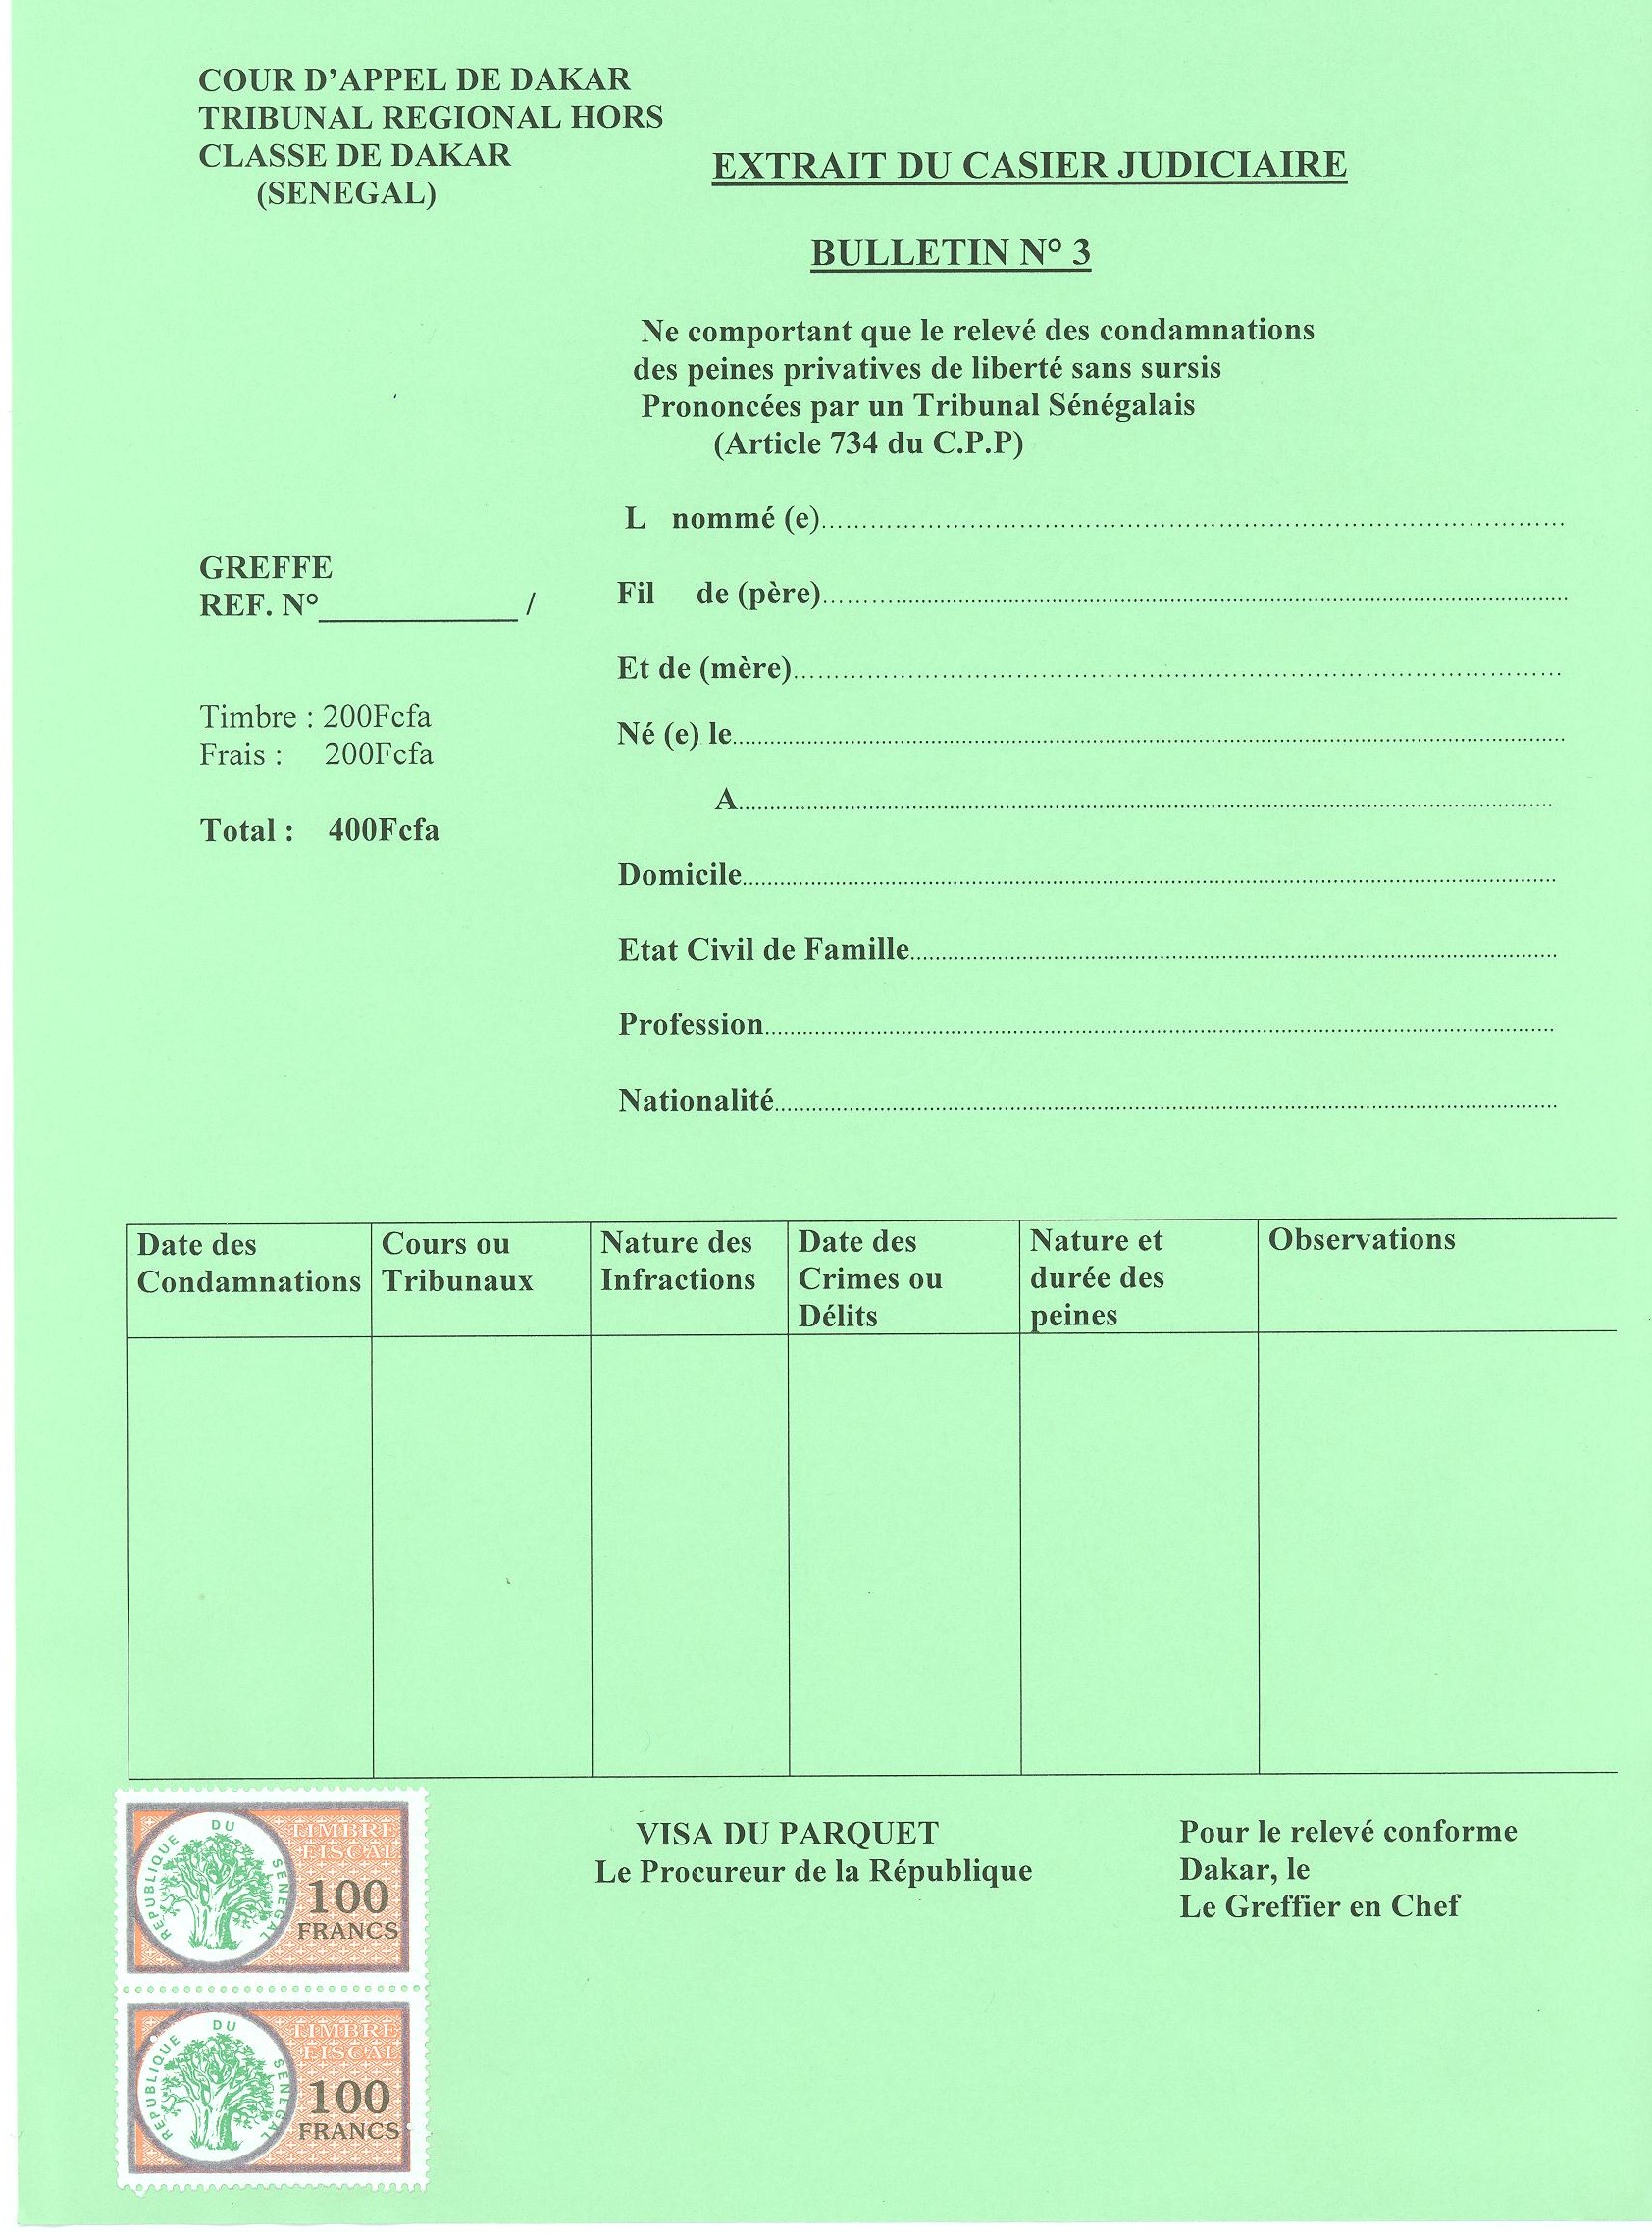 COUR D'APPEL DE DAKAR
TRIBUNAL REGIONAL HORS
CLASSE DE DAKAR
(SENEGAL)
EXTRAIT DU CASIER JUDICIAIRE
BULLETIN N° 3
Ne comportant que le relevé des condamnations
des peines privatives de liberté sans sursis
Prononcées par un Tribunal Sénégalais
(Article 734 du C.P.P)
GREFFE
REF. N°____________ /
Timbre : 200Fcfa
Frais : 200Fcfa
Total : 400Fcfa
L nommé (e)................................................
Fil de (père)................................................
Et de (mère)................................................
Né (e) le................................................
A................................................
Domicile................................................
Etat Civil de Famille................................................
Profession................................................
Nationalité................................................
Date des
Condamnations
Cours ou
Tribunaux
Nature des
Infractions
Date des
Crimes ou
Délits
Nature et
durée des
peines
Observations
REPUBLIQUE DU SENEGAL
TIMBRE
FISCAL
100
FRANCS
REPUBLIQUE DU SENEGAL
TIMBRE
FISCAL
100
FRANCS
VISA DU PARQUET
Le Procureur de la République
Pour le relevé conforme
Dakar, le
Le Greffier en Chef